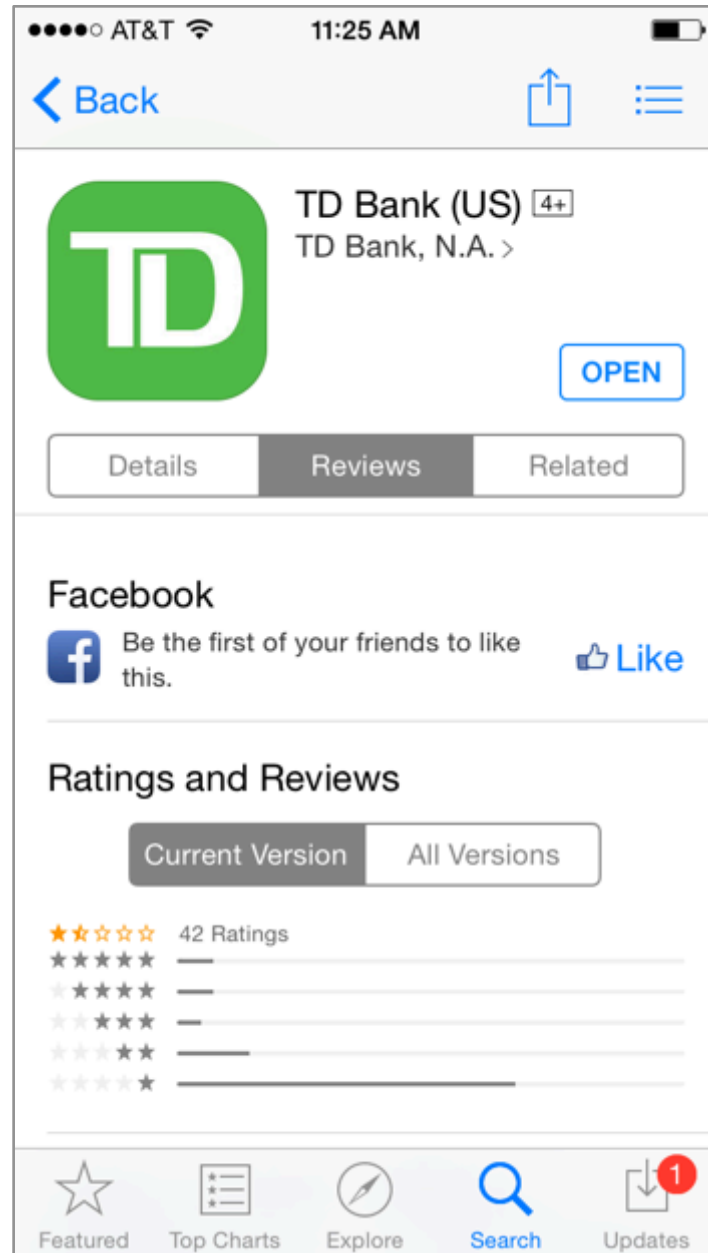 AT&T 11:25 AM
Back
TD
TD Bank (US) 4+
TD Bank, N.A. >
OPEN
Details Reviews Related
Facebook
f
Be the first of your friends to like
this.
Like
Ratings and Reviews
Current Version All Versions
42 Ratings
1
Featured Top Charts Explore Search Updates